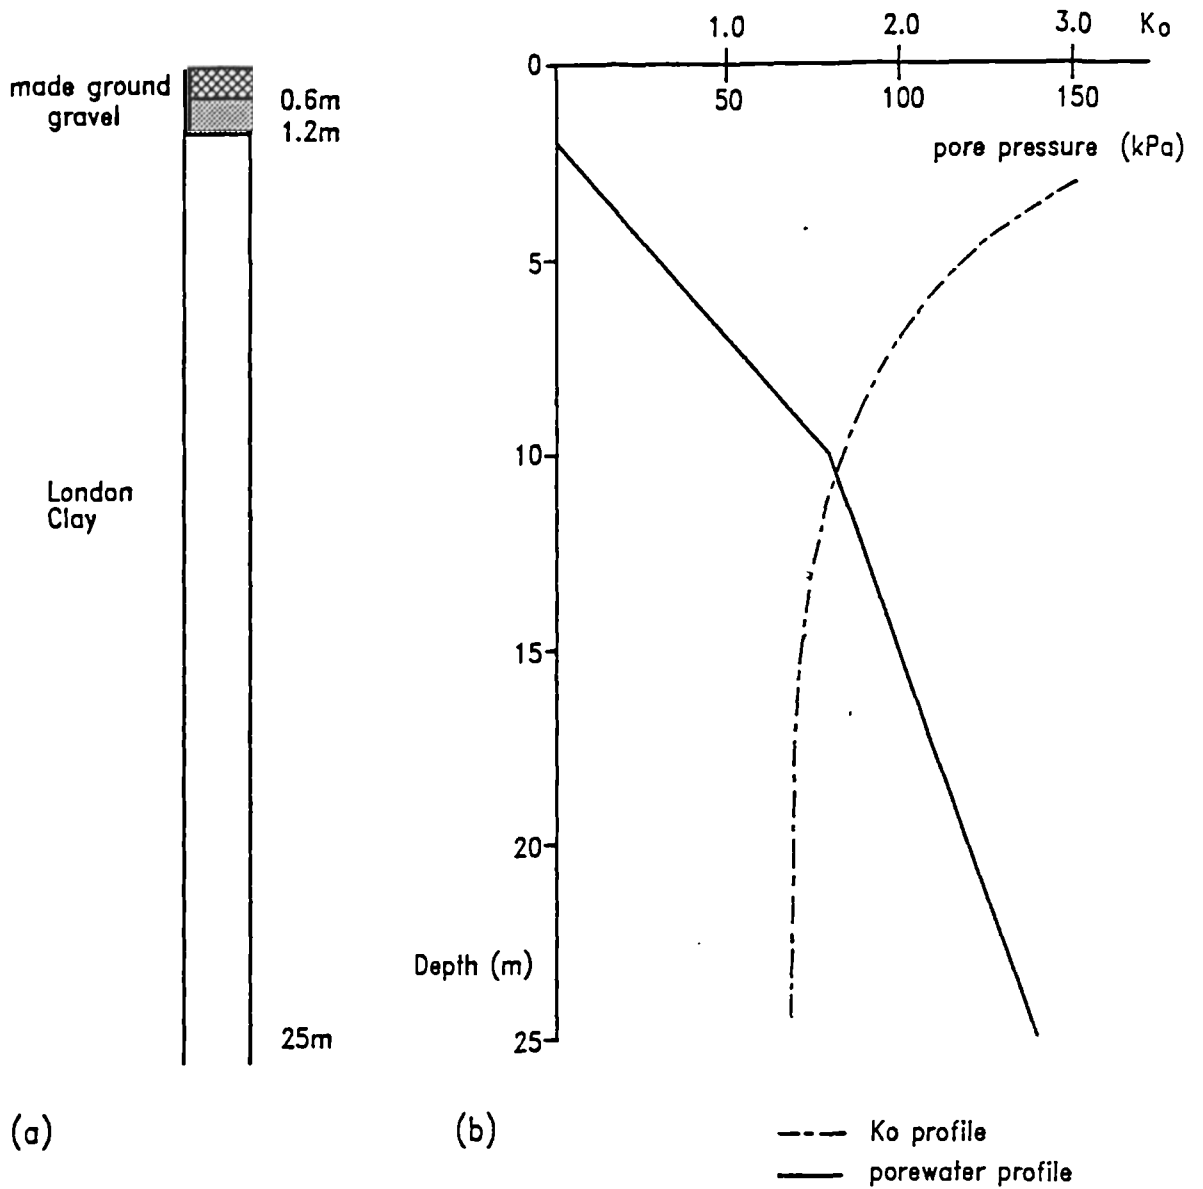 made ground
gravel
0.6m
1.2m
London
Clay
25m
(a)
1.0 2.0 3.0 Ko
0
50 100 150
pore pressure (kPa)
5
10
15
20
Depth (m)
25
(b)
Ko profile
porewater profile